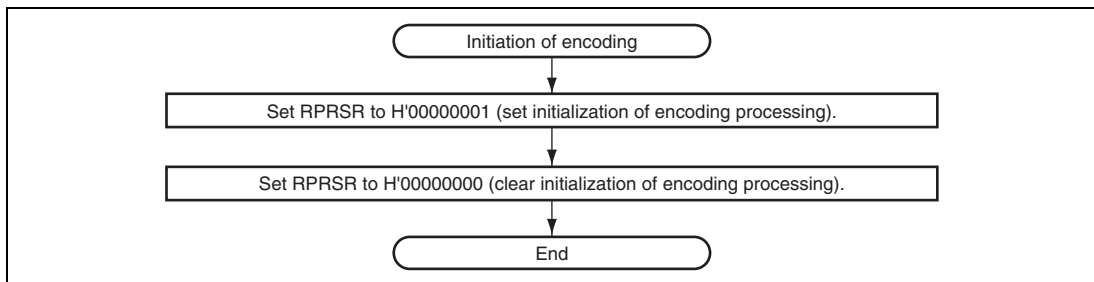 Initiation of encoding
Set RPRSR to H'00000001 (set initialization of encoding processing).
Set RPRSR to H'00000000 (clear initialization of encoding processing).
End